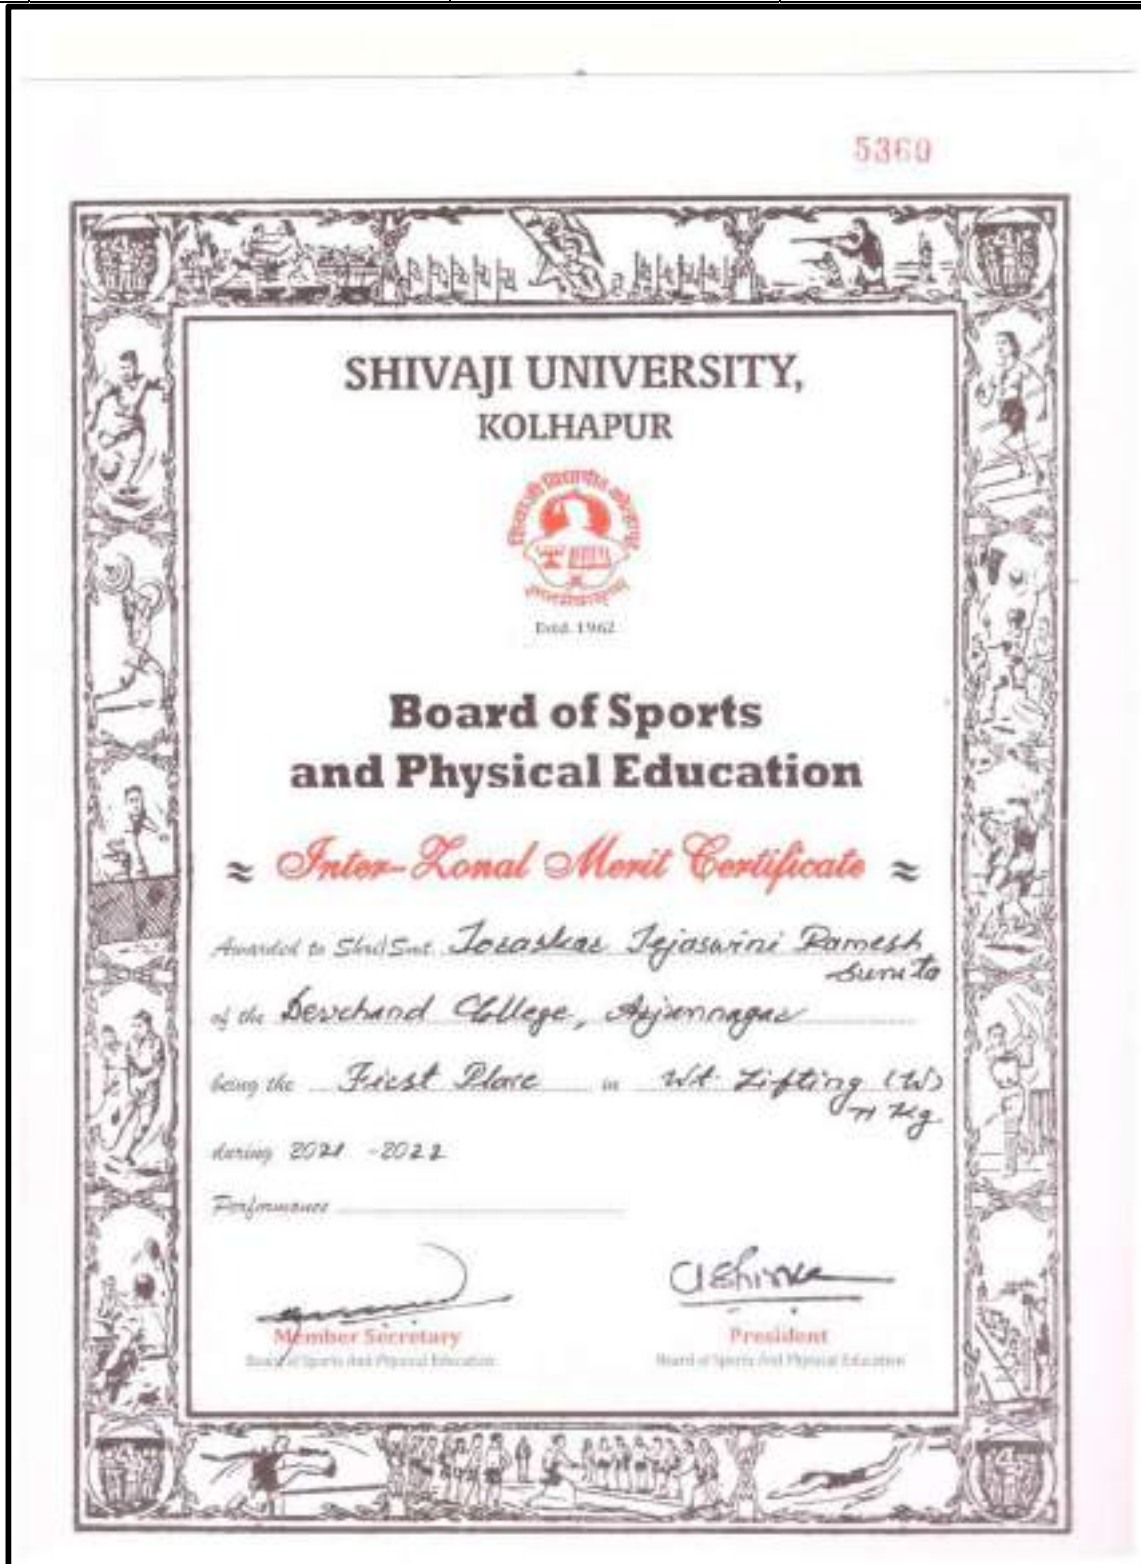 5360
SHIVAJI UNIVERSITY,
KOLHAPUR
Estd. 1962
Board of Sports
and Physical Education
≈ Inter-Zonal Merit Certificate ≈
Awarded to Shri/Smt. Toraskar Tejaswini Ramesh
Sunita
of the Devchand College, Arjunnagar
being the First Place in Wt. Lifting (W)
71 Kg.
during 2021 - 2022
Performance
Member Secretary President
Board of Sports And Physical Education Board of Sports And Physical Education